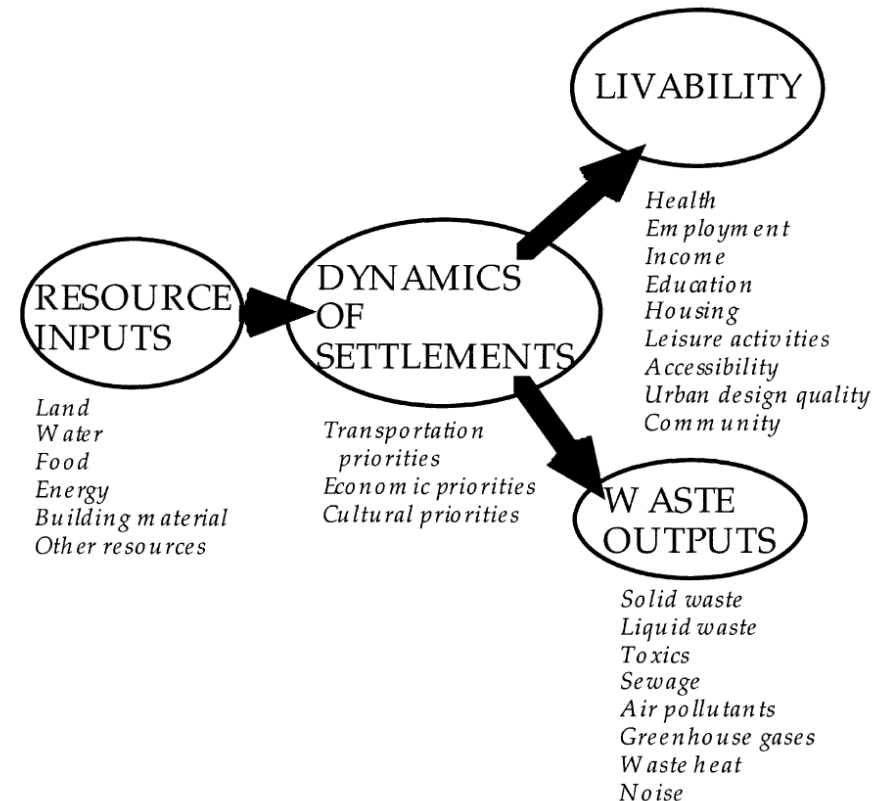 RESOURCE
INPUTS
Land
Water
Food
Energy
Building material
Other resources
DYNAMICS
OF
SETTLEMENTS
Transportation
priorities
Economic priorities
Cultural priorities
LIVABILITY
Health
Employment
Income
Education
Housing
Leisure activities
Accessibility
Urban design quality
Community
WASTE
OUTPUTS
Solid waste
Liquid waste
Toxics
Sewage
Air pollutants
Greenhouse gases
Waste heat
Noise